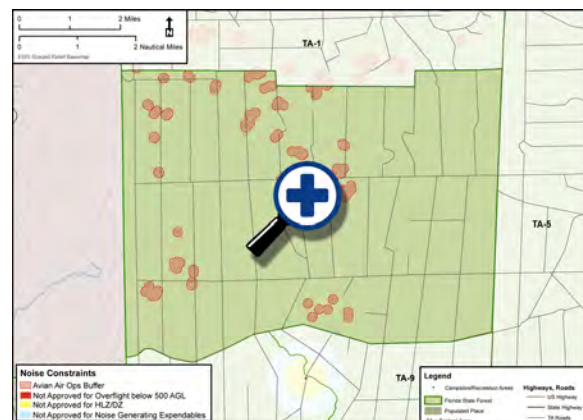 0 1 2 Miles
0 1 2 Nautical Miles
N
TA-1
TA-5
TA-9
Noise Constraints
Avian Air Ops Buffer
Not Approved for Overflight below 500 AGL
Not Approved for HLZ/DZ
Not Approved for Noise Generating Expendables
Legend
Campsites/Recreation Areas
Florida State Forest
Populated Place
Highways, Roads
US Highway
State Highway
TA Roads